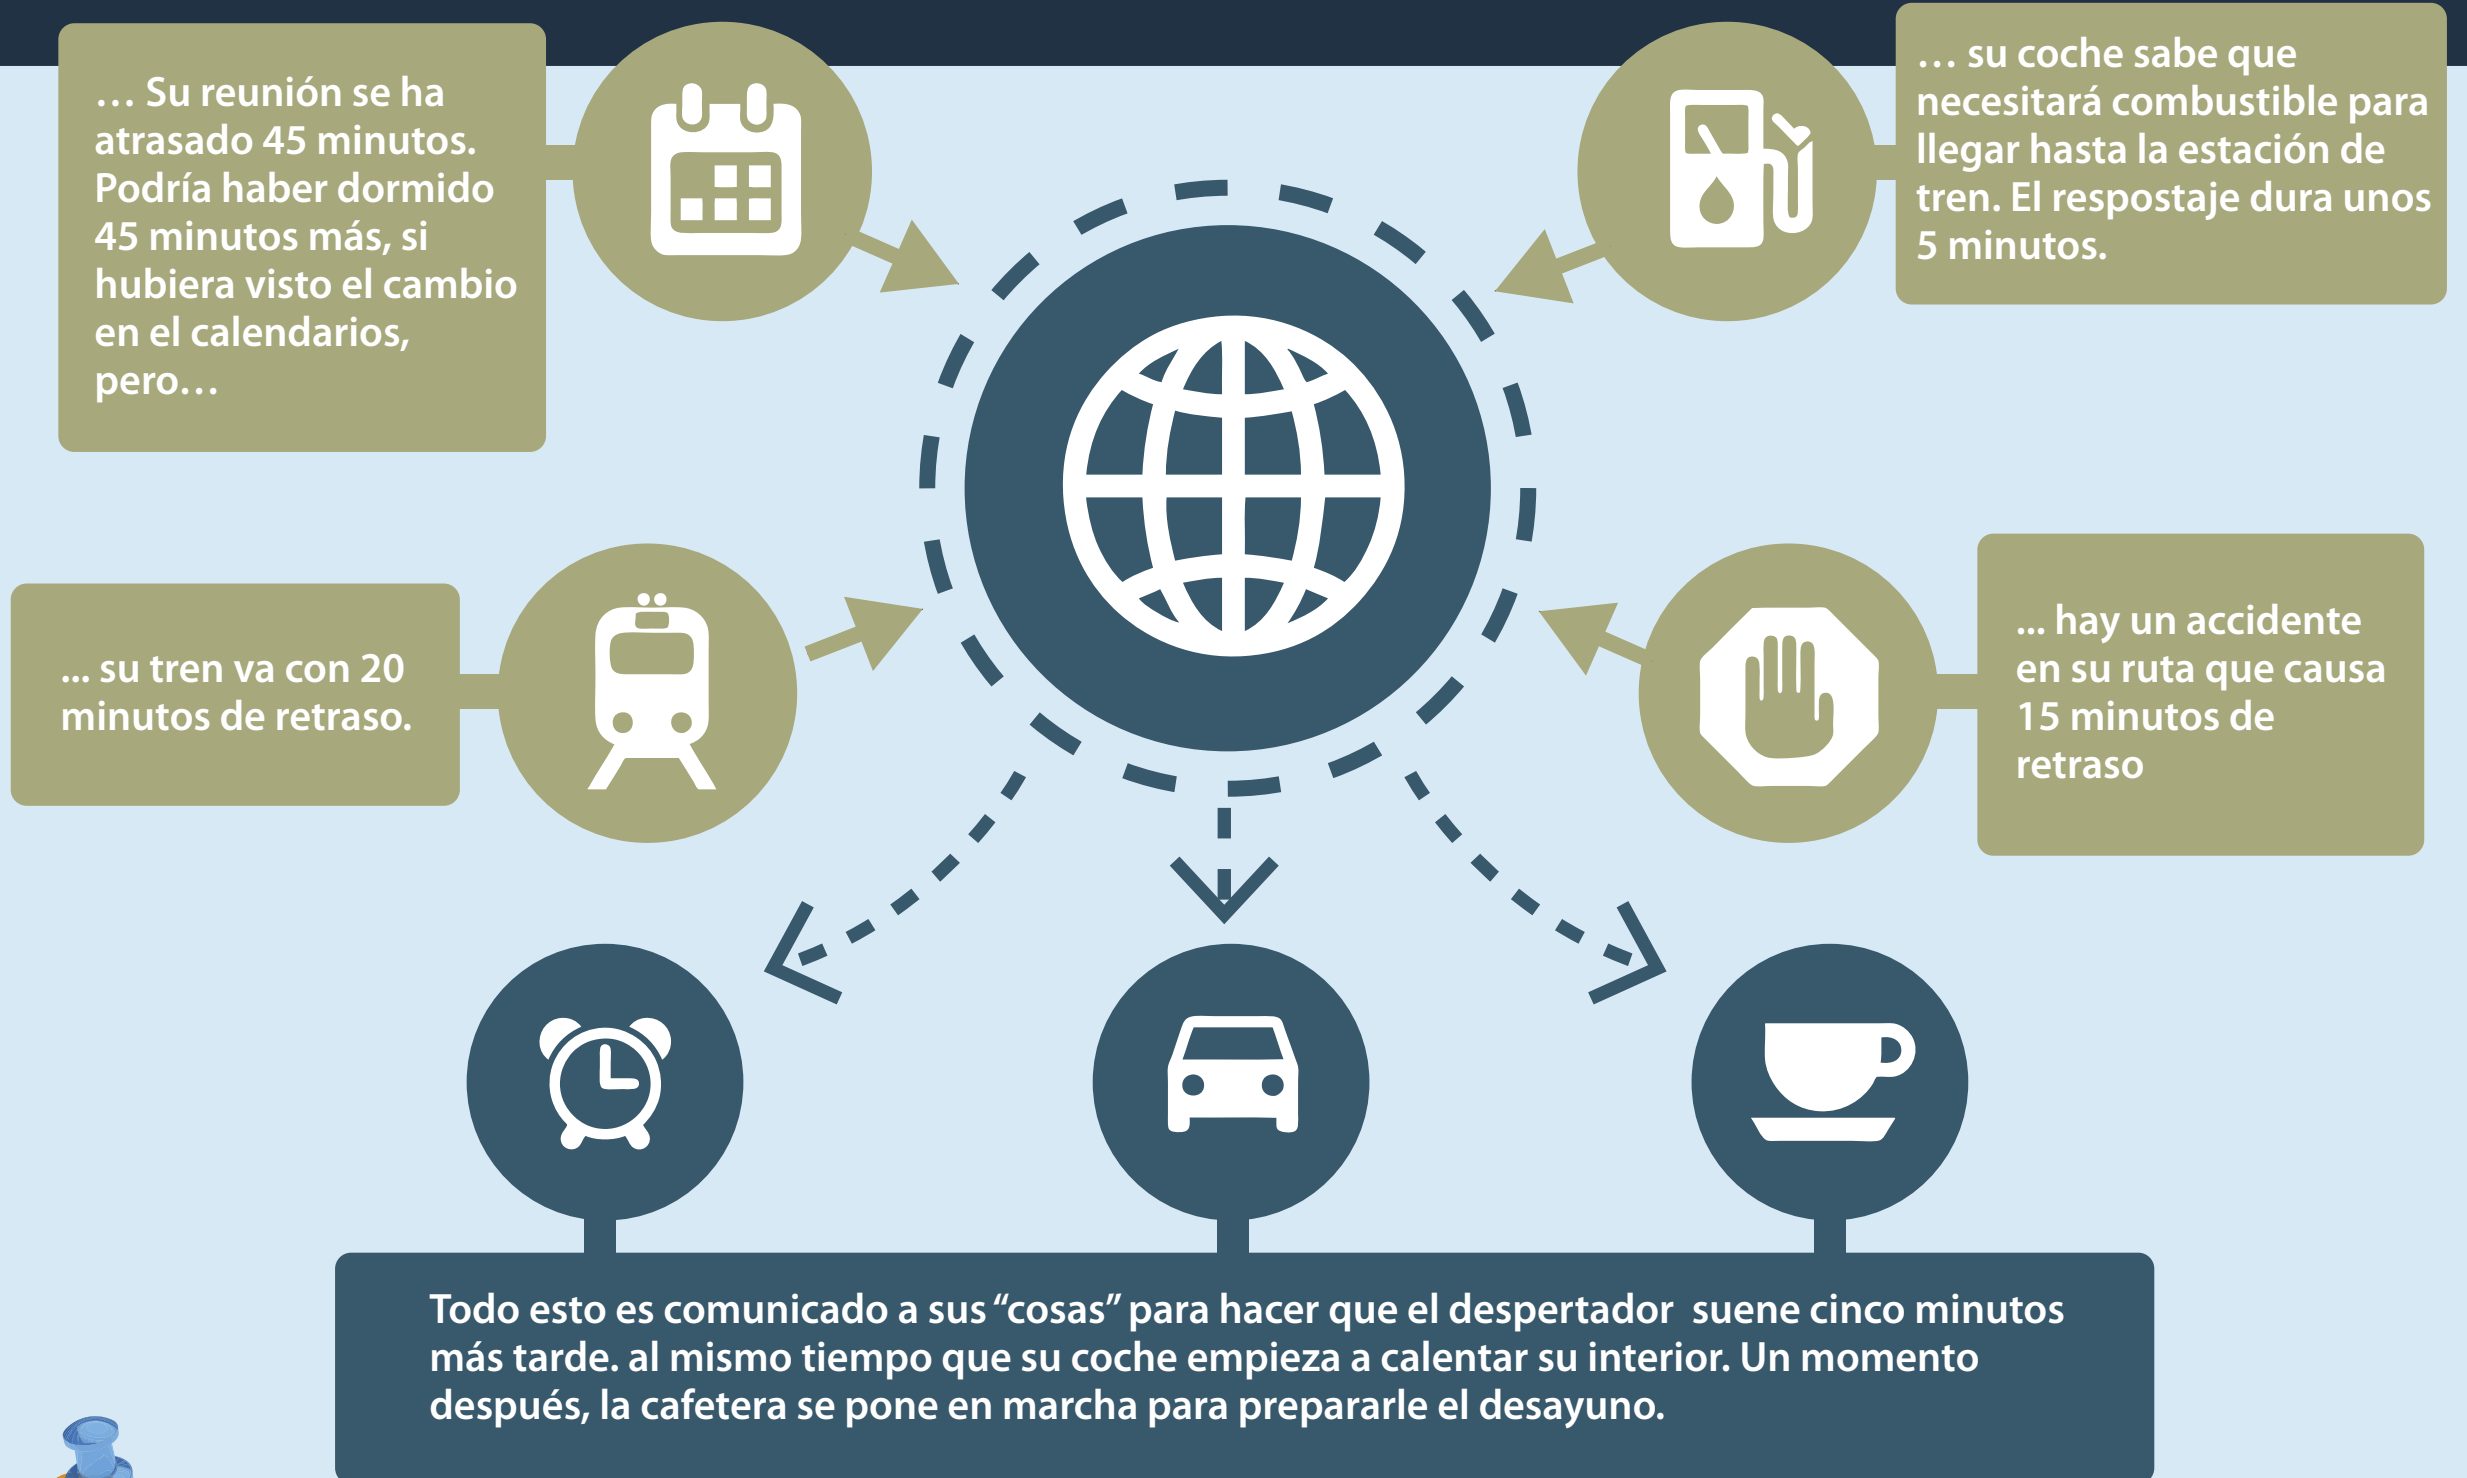 … Su reunión se ha
atrasado 45 minutos.
Podría haber dormido
45 minutos más, si
hubiera visto el cambio
en el calendarios,
pero…
… su coche sabe que
necesitará combustible para
llegar hasta la estación de
tren. El respostaje dura unos
5 minutos.
... su tren va con 20
minutos de retraso.
... hay un accidente
en su ruta que causa
15 minutos de
retraso
Todo esto es comunicado a sus “cosas” para hacer que el despertador suene cinco minutos
más tarde. al mismo tiempo que su coche empieza a calentar su interior. Un momento
después, la cafetera se pone en marcha para prepararle el desayuno.